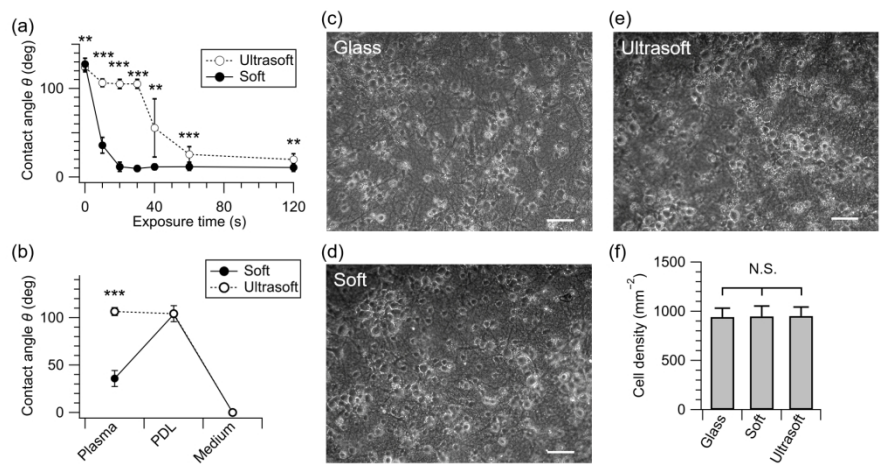 (a)
**
***
***
***
**
***
**
Ultrasoft
Soft
Contact angle θ (deg)
100
0
0
40
80
120
Exposure time (s)
(b)
Soft
Ultrasoft
***
Contact angle θ (deg)
100
50
0
Plasma
PDL
Medium
(c)
Glass
(d)
Soft
(e)
Ultrasoft
(f)
N.S.
Cell density (mm⁻²)
1500
1000
500
0
Glass
Soft
Ultrasoft